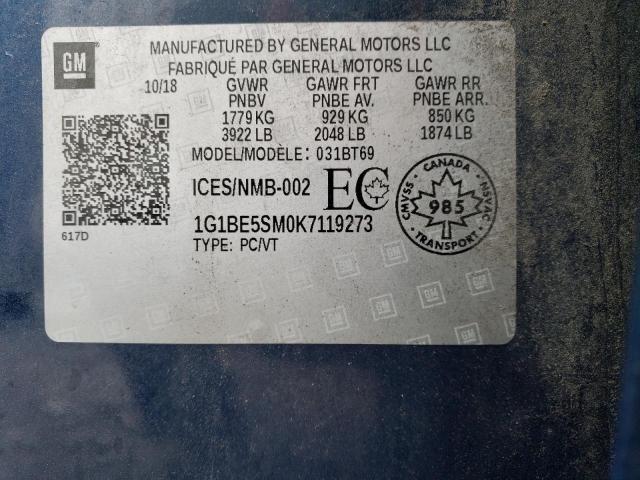 GM
MANUFACTURED BY GENERAL MOTORS LLC
FABRIQUÉ PAR GENERAL MOTORS LLC
10/18 GVWR GAWR FRT GAWR RR
PNBV PNBE AV. PNBE ARR.
1779 KG 929 KG 850 KG
3922 LB 2048 LB 1874 LB
MODEL/MODÈLE: 031BT69
ICES/NMB-002 EC
CANADA
CMVSS 985 NSVAC
TRANSPORT
1G1BE5SM0K7119273
617D
TYPE: PC/VT